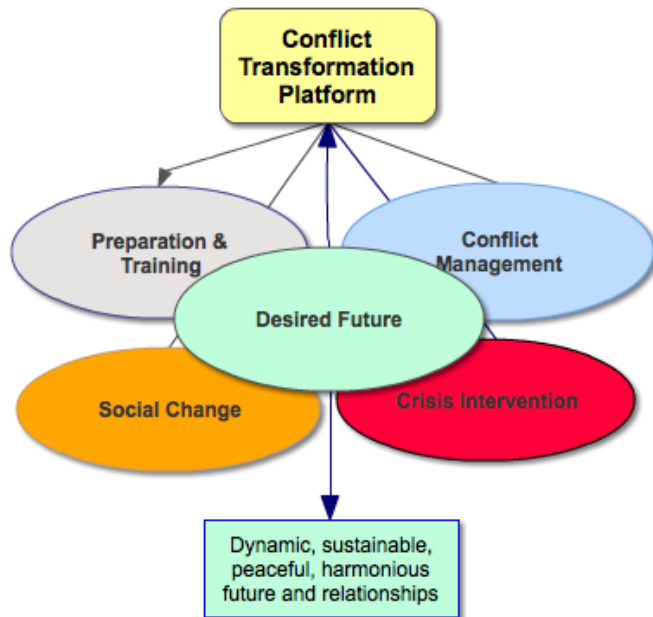 Conflict
Transformation
Platform
Preparation &
Training
Conflict
Management
Desired Future
Social Change
Crisis Intervention
Dynamic, sustainable,
peaceful, harmonious
future and relationships